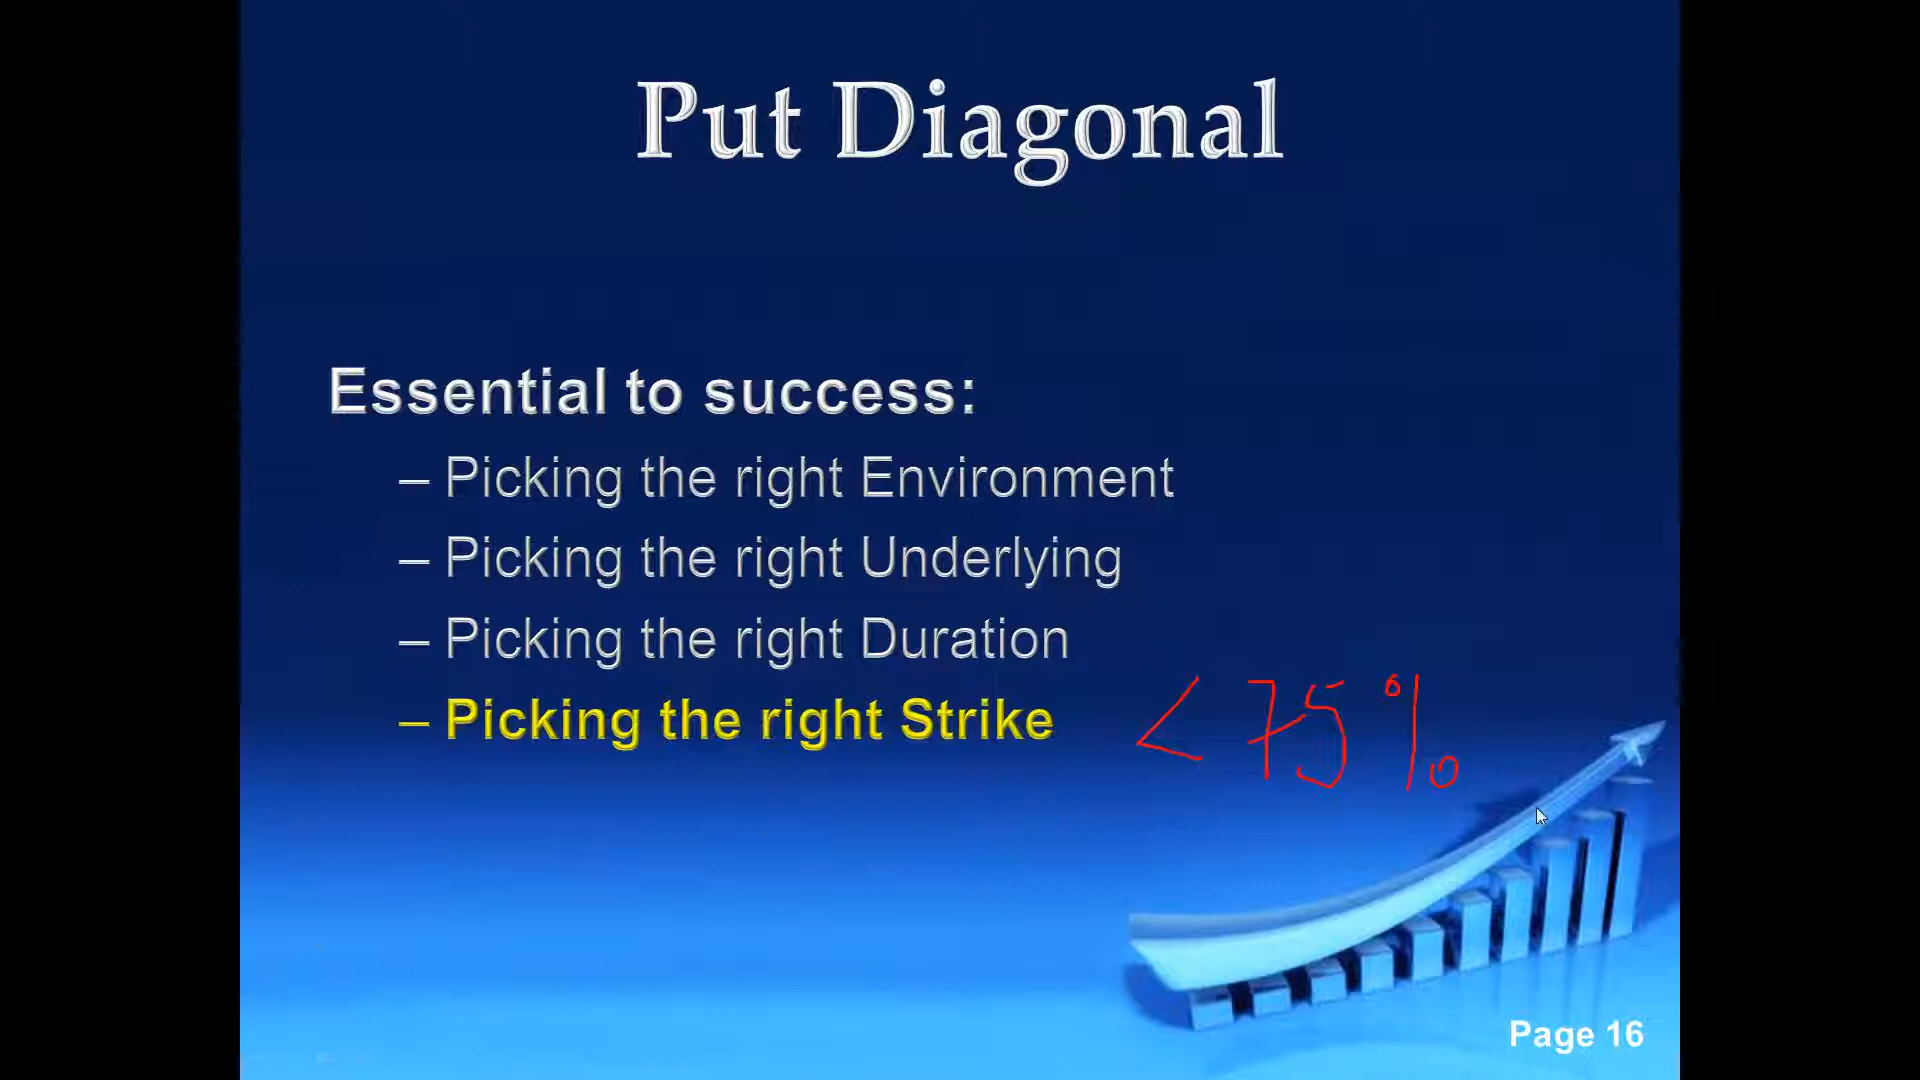 Put Diagonal
Essential to success:
– Picking the right Environment
– Picking the right Underlying
– Picking the right Duration
– Picking the right Strike < 75%
Page 16